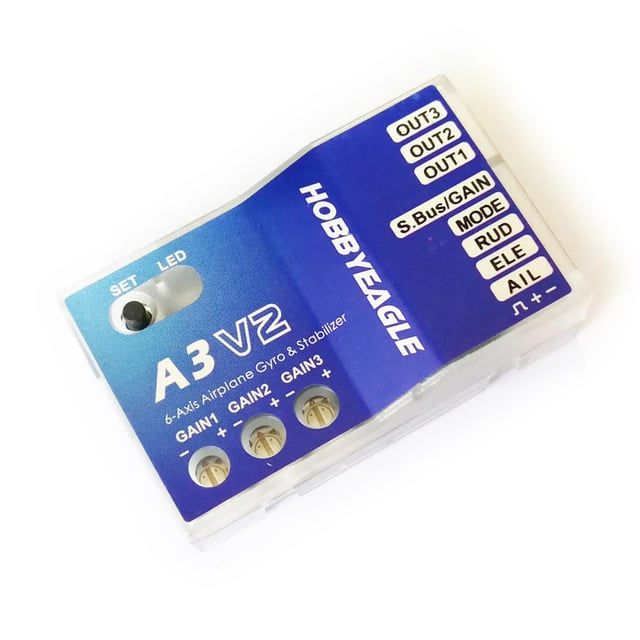 OUT3
OUT2
OUT1
S.Bus/GAIN
MODE
RUD
ELE
AIL
⎍ + −
HOBBYEAGLE
SET LED
A3 V2
6-Axis Airplane Gyro & Stabilizer
GAIN1 GAIN2 GAIN3
− + − + − +